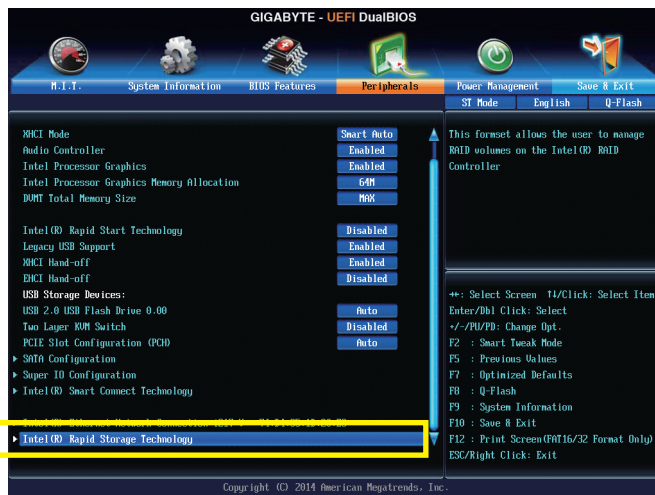 GIGABYTE - UEFI DualBIOS
M.I.T. System Information BIOS Features Peripherals Power Management Save & Exit
ST Mode English Q-Flash
XHCI Mode Smart Auto
Audio Controller Enabled
Intel Processor Graphics Enabled
Intel Processor Graphics Memory Allocation 64M
DVMT Total Memory Size MAX
Intel(R) Rapid Start Technology Disabled
Legacy USB Support Enabled
XHCI Hand-off Enabled
EHCI Hand-off Disabled
USB Storage Devices:
USB 2.0 USB Flash Drive 0.00 Auto
Two Layer KVM Switch Disabled
PCIE Slot Configuration (PCH) Auto
SATA Configuration
Super IO Configuration
Intel(R) Smart Connect Technology
Intel(R) Ethernet Network Connection
Intel(R) Rapid Storage Technology
This formset allows the user to manage
RAID volumes on the Intel(R) RAID
Controller
→←: Select Screen ↑↓/Click: Select Item
Enter/Dbl Click: Select
+/-/PU/PD: Change Opt.
F2 : Smart Tweak Mode
F5 : Previous Values
F7 : Optimized Defaults
F8 : Q-Flash
F9 : System Information
F10 : Save & Exit
F12 : Print Screen(FAT16/32 Format Only)
ESC/Right Click: Exit
Copyright (C) 2014 American Megatrends, Inc.